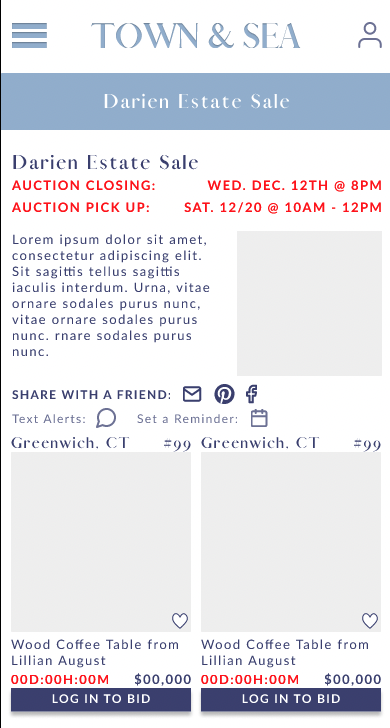 TOWN & SEA
Darien Estate Sale
Darien Estate Sale
AUCTION CLOSING: WED. DEC. 12TH @ 8PM
AUCTION PICK UP: SAT. 12/20 @ 10AM - 12PM
Lorem ipsum dolor sit amet,
consectetur adipiscing elit.
Sit sagittis tellus sagittis
iaculis interdum. Urna, vitae
ornare sodales purus nunc,
vitae ornare sodales purus
nunc. rnare sodales purus
nunc.
SHARE WITH A FRIEND:
Text Alerts: Set a Reminder:
Greenwich, CT #99 Greenwich, CT #99
Wood Coffee Table from Wood Coffee Table from
Lillian August Lillian August
00D:00H:00M $00,000 00D:00H:00M $00,000
LOG IN TO BID LOG IN TO BID